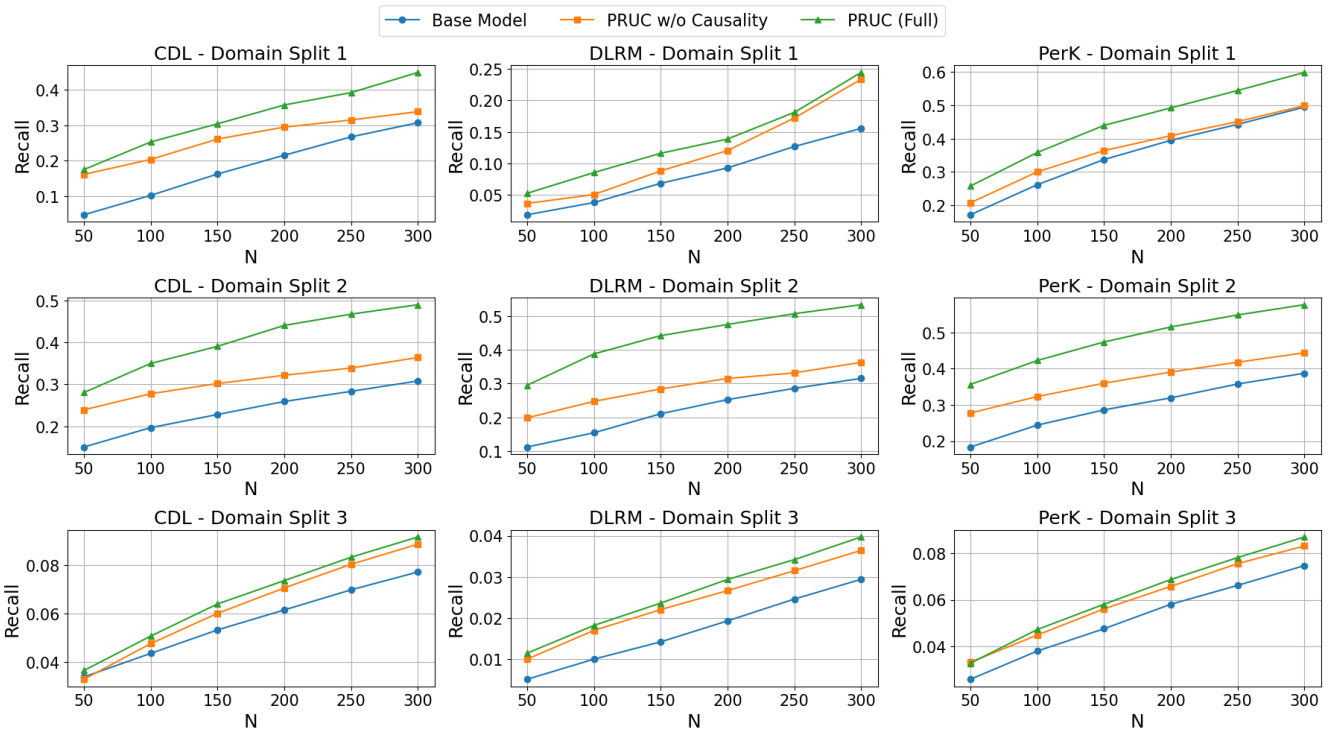 Base Model PRUC w/o Causality PRUC (Full)
CDL - Domain Split 1
Recall
0.4
0.3
0.2
0.1
50 100 150 200 250 300
N
DLRM - Domain Split 1
Recall
0.25
0.20
0.15
0.10
0.05
50 100 150 200 250 300
N
PerK - Domain Split 1
Recall
0.6
0.5
0.4
0.3
0.2
50 100 150 200 250 300
N
CDL - Domain Split 2
Recall
0.5
0.4
0.3
0.2
50 100 150 200 250 300
N
DLRM - Domain Split 2
Recall
0.5
0.4
0.3
0.2
0.1
50 100 150 200 250 300
N
PerK - Domain Split 2
Recall
0.5
0.4
0.3
0.2
50 100 150 200 250 300
N
CDL - Domain Split 3
Recall
0.08
0.06
0.04
50 100 150 200 250 300
N
DLRM - Domain Split 3
Recall
0.04
0.03
0.02
0.01
50 100 150 200 250 300
N
PerK - Domain Split 3
Recall
0.08
0.06
0.04
50 100 150 200 250 300
N